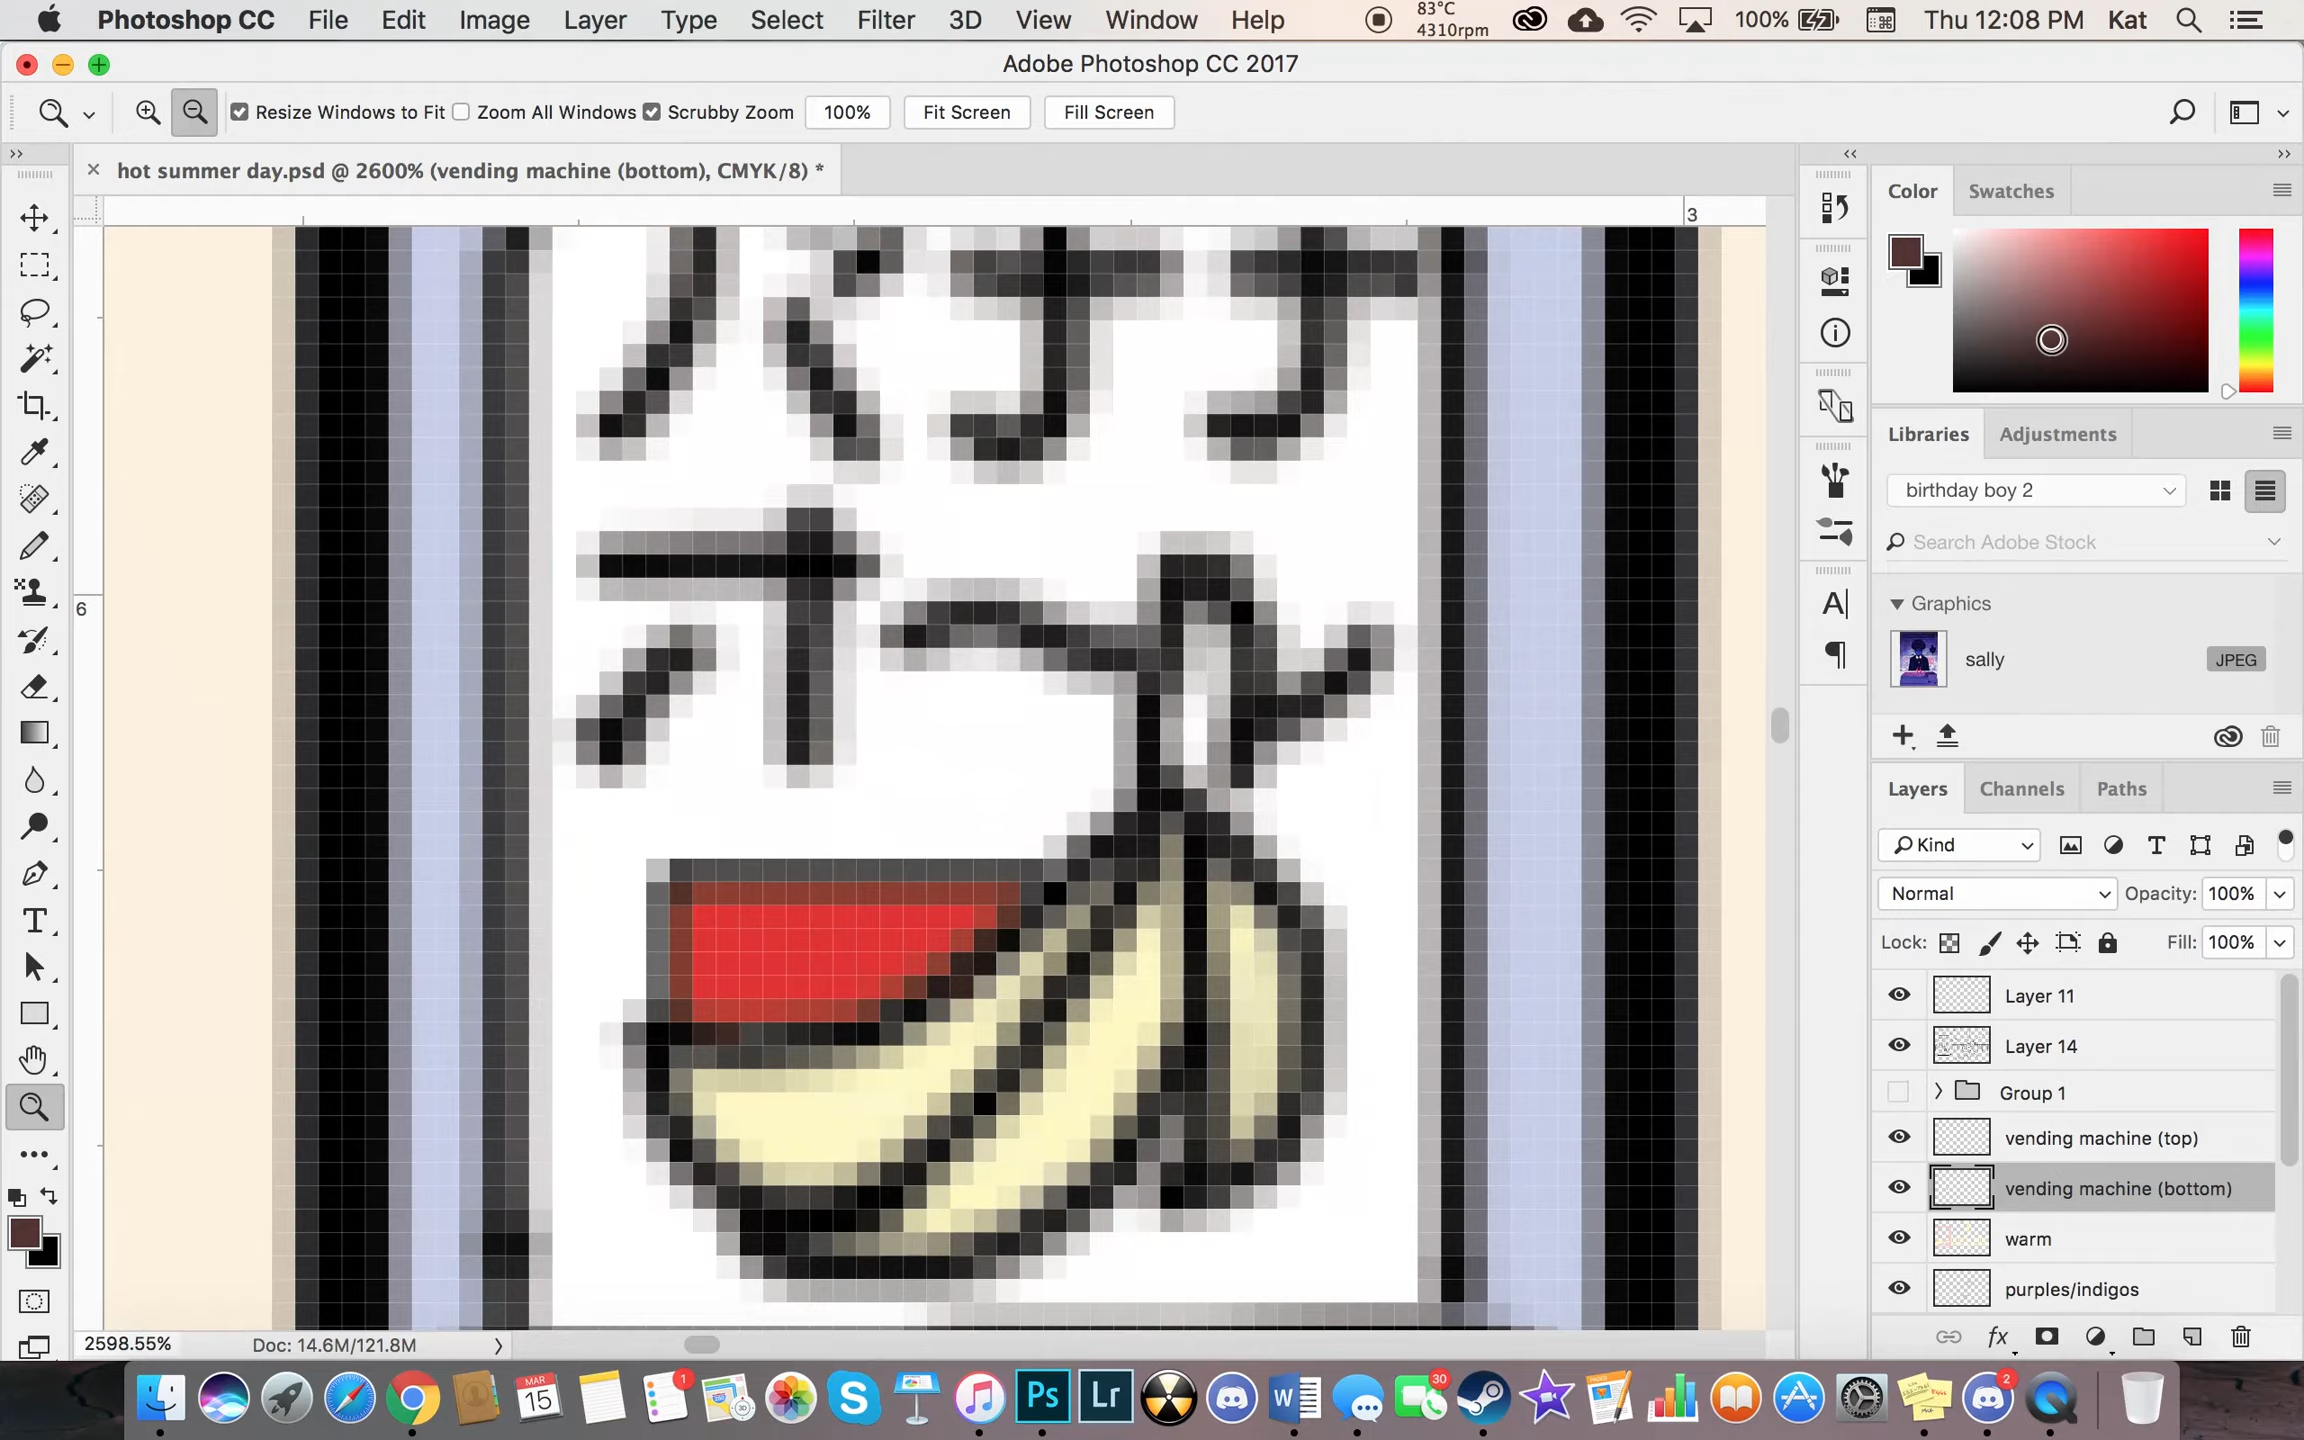 Photoshop CC File Edit Image Layer Type Select Filter 3D View Window Help 83°C 4310rpm 100% Thu 12:08 PM Kat
Adobe Photoshop CC 2017
Resize Windows to Fit Zoom All Windows Scrubby Zoom 100% Fit Screen Fill Screen
hot summer day.psd @ 2600% (vending machine (bottom), CMYK/8) *
3
6
Color Swatches
Libraries Adjustments
birthday boy 2
Search Adobe Stock
Graphics
sally JPEG
Layers Channels Paths
Kind
Normal Opacity: 100%
Lock: Fill: 100%
Layer 11
Layer 14
Group 1
vending machine (top)
vending machine (bottom)
warm
purples/indigos
fx
2598.55% Doc: 14.6M/121.8M
MAR
15
1
Ps
Lr
30
2